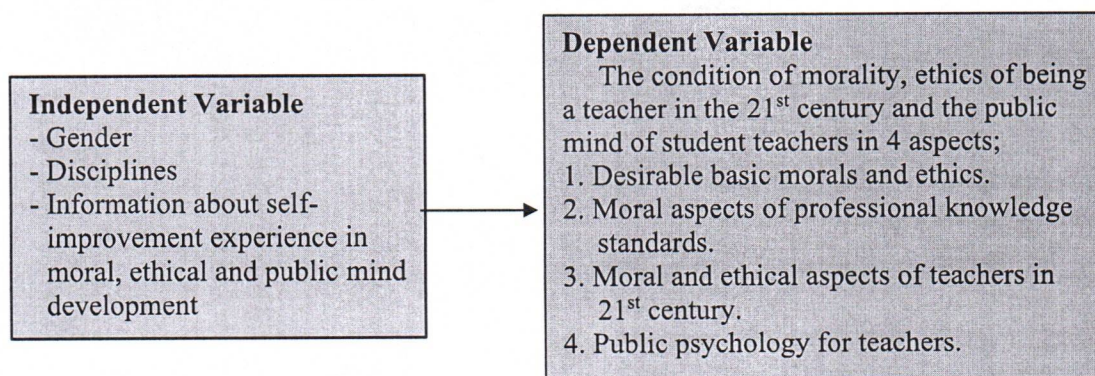 Independent Variable
- Gender
- Disciplines
- Information about self-
improvement experience in
moral, ethical and public mind
development
Dependent Variable
The condition of morality, ethics of being
a teacher in the 21st century and the public
mind of student teachers in 4 aspects;
1. Desirable basic morals and ethics.
2. Moral aspects of professional knowledge
standards.
3. Moral and ethical aspects of teachers in
21st century.
4. Public psychology for teachers.